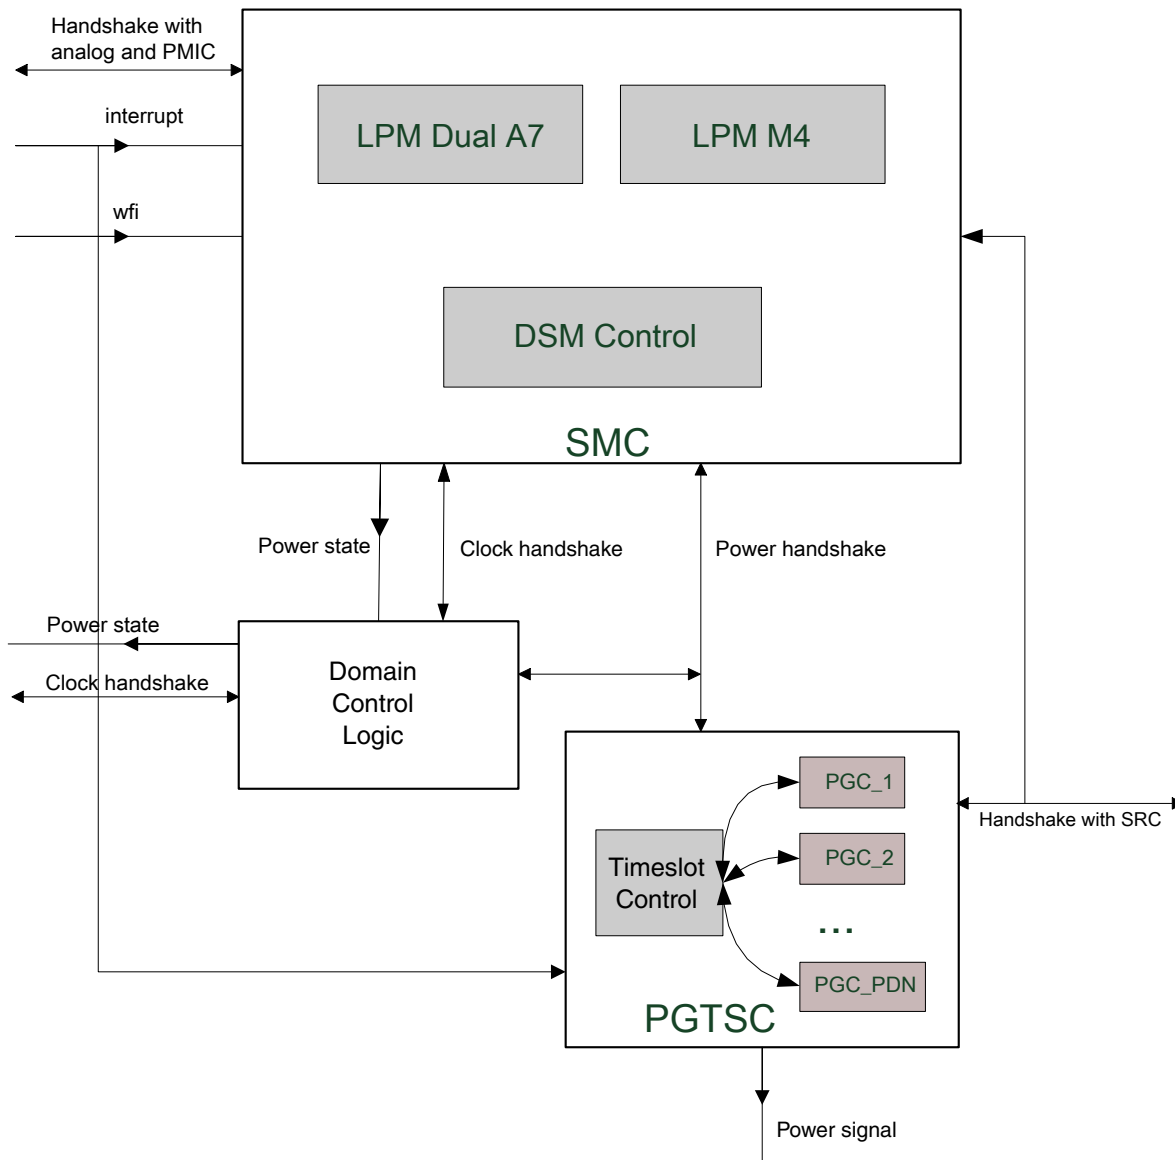 Handshake with
analog and PMIC
interrupt
wfi
LPM Dual A7
LPM M4
DSM Control
SMC
Power state
Clock handshake
Power handshake
Power state
Clock handshake
Domain
Control
Logic
PGC_1
PGC_2
...
PGC_PDN
Timeslot
Control
PGTSC
Handshake with SRC
Power signal